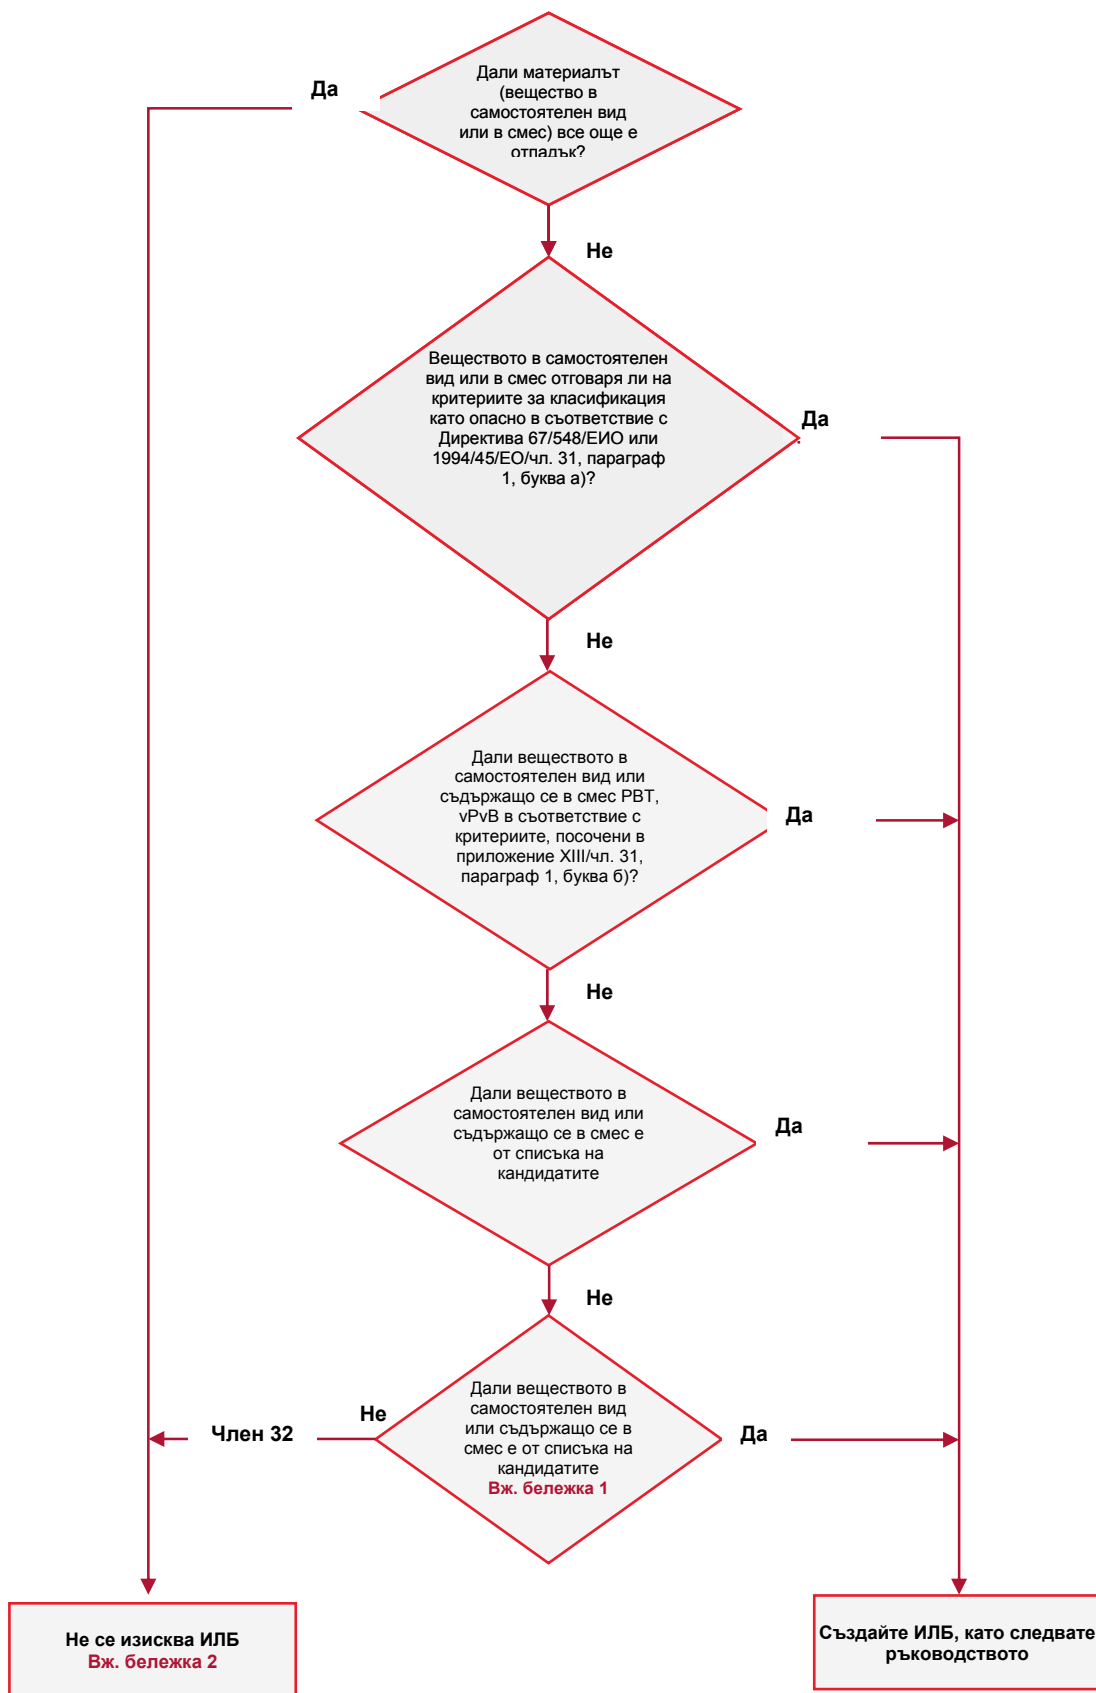 Да
Дали материалът
(вещество в
самостоятелен вид
или в смес) все още е
отпадък?
Не
Веществото в самостоятелен
вид или в смес отговаря ли на
критериите за класификация
като опасно в съответствие с
Директива 67/548/ЕИО или
1994/45/ЕО/чл. 31, параграф
1, буква а)?
Да
Не
Дали веществото в
самостоятелен вид или
съдържащо се в смес PBT,
vPvB в съответствие с
критериите, посочени в
приложение XIII/чл. 31,
параграф 1, буква б)?
Да
Не
Дали веществото в
самостоятелен вид или
съдържащо се в смес е
от списъка на
кандидатите
Да
Не
Дали веществото в
самостоятелен вид
или съдържащо се в
смес е от списъка на
кандидатите
Вж. бележка 1
Не
Член 32
Да
Не се изисква ИЛБ
Вж. бележка 2
Създайте ИЛБ, като следвате
ръководството